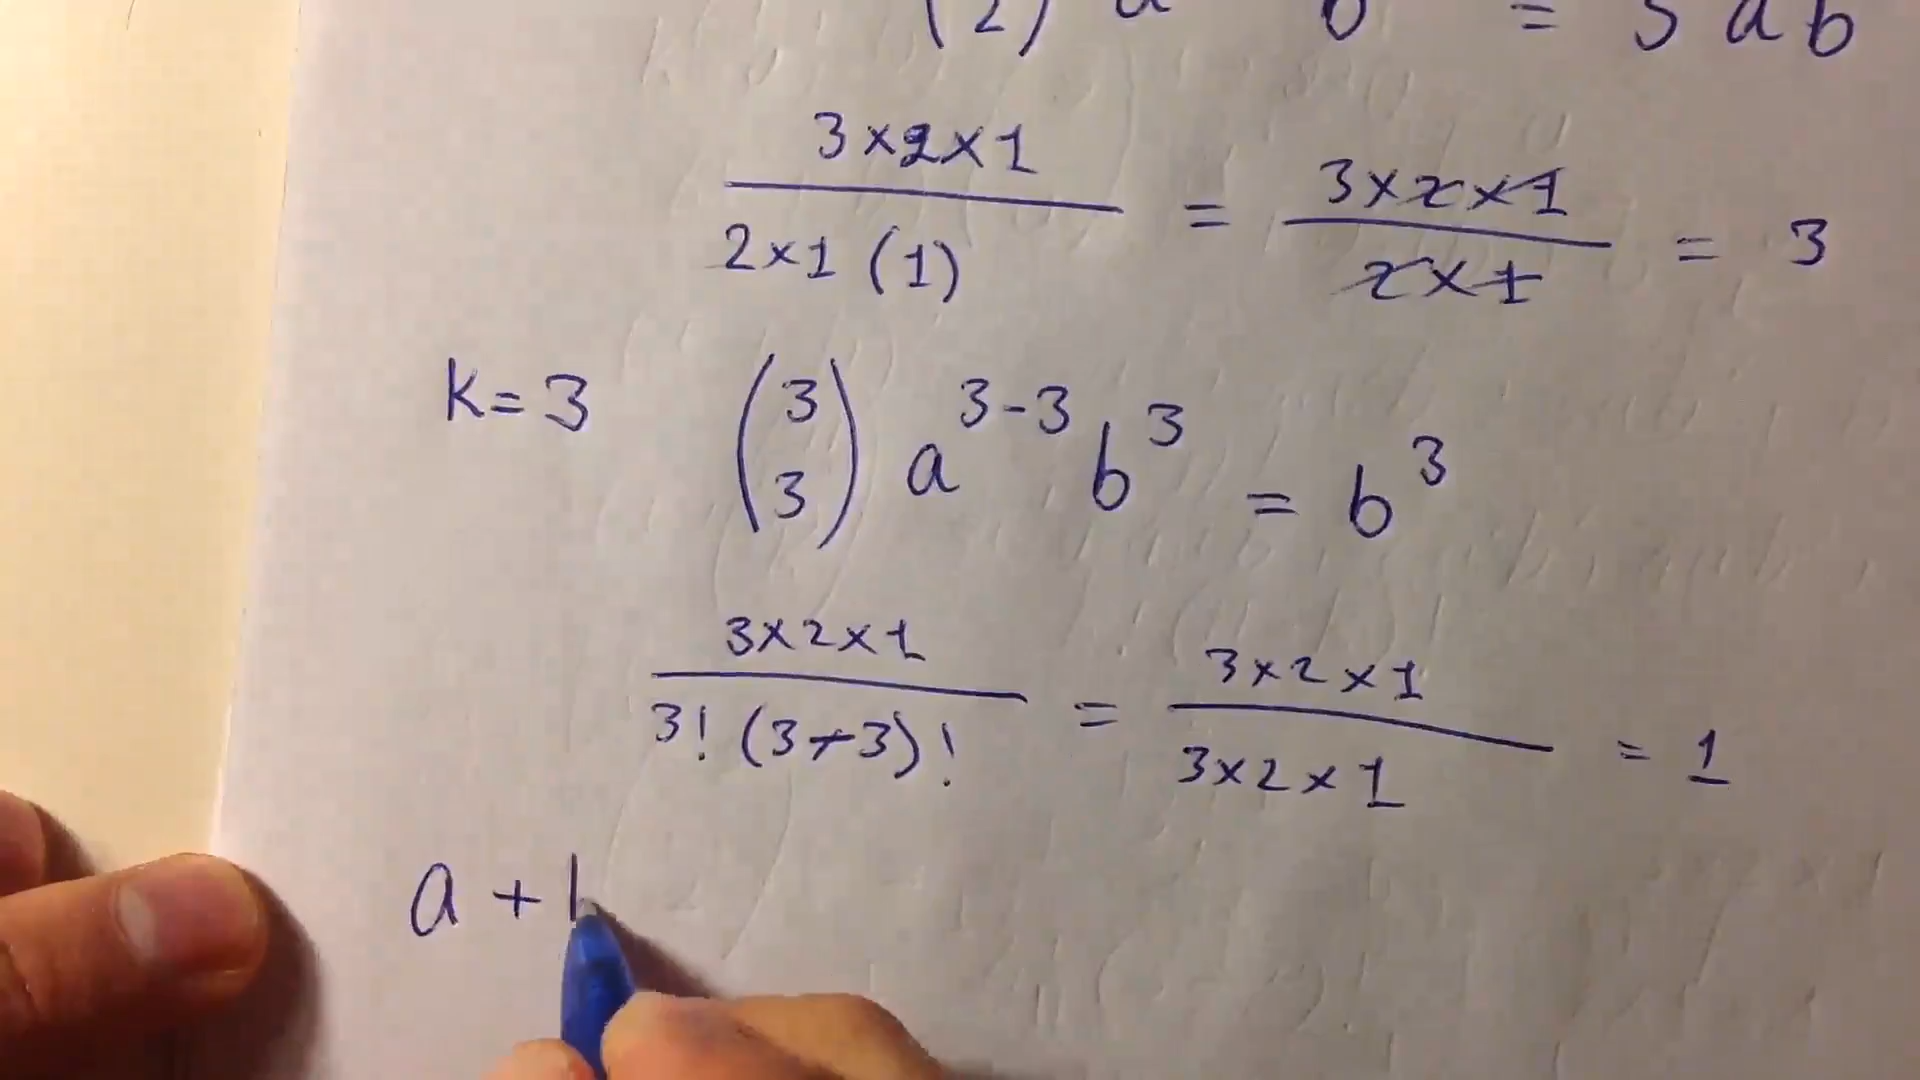 (2) a b = 3 a b
3×2×1 / 2×1 (1) = 3×2×1 / 2×1 = 3
K=3 (3 3) a^3-3 b^3 = b^3
3×2×1 / 3! (3-3)! = 3×2×1 / 3×2×1 = 1
a +